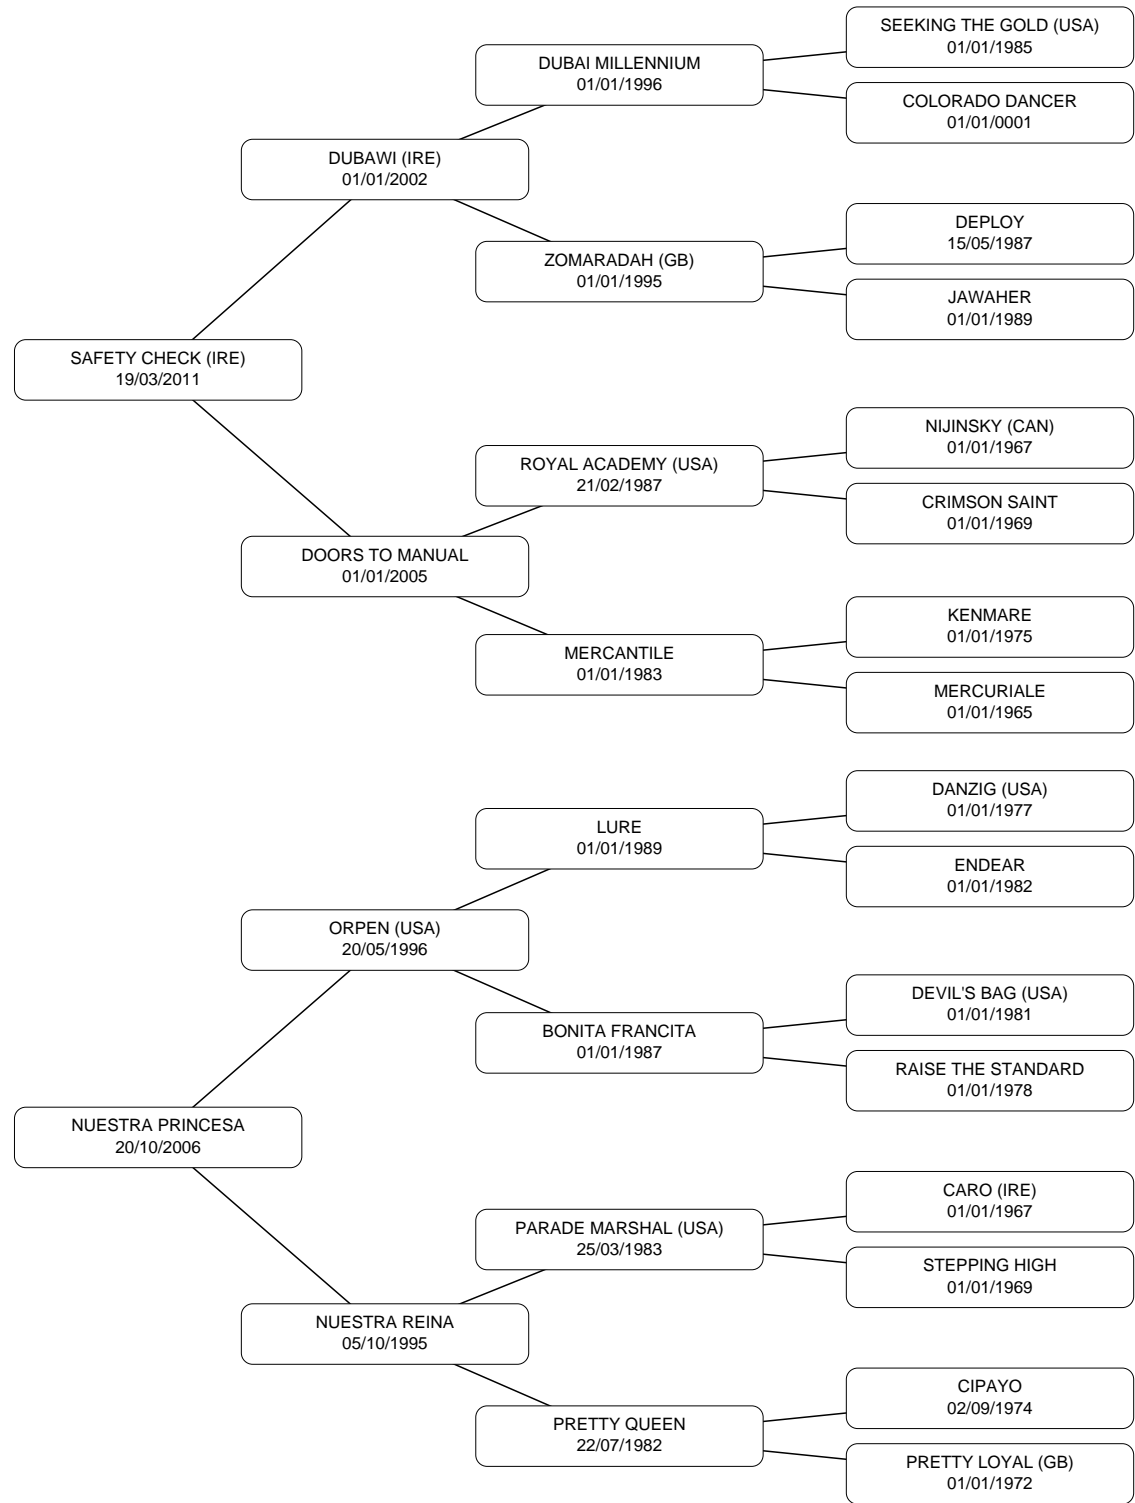 SEEKING THE GOLD (USA)
01/01/1985
DUBAI MILLENNIUM
01/01/1996
COLORADO DANCER
01/01/0001
DUBAWI (IRE)
01/01/2002
DEPLOY
15/05/1987
ZOMARADAH (GB)
01/01/1995
JAWAHER
01/01/1989
SAFETY CHECK (IRE)
19/03/2011
NIJINSKY (CAN)
01/01/1967
ROYAL ACADEMY (USA)
21/02/1987
CRIMSON SAINT
01/01/1969
DOORS TO MANUAL
01/01/2005
KENMARE
01/01/1975
MERCANTILE
01/01/1983
MERCURIALE
01/01/1965
DANZIG (USA)
01/01/1977
LURE
01/01/1989
ENDEAR
01/01/1982
ORPEN (USA)
20/05/1996
DEVIL'S BAG (USA)
01/01/1981
BONITA FRANCITA
01/01/1987
RAISE THE STANDARD
01/01/1978
NUESTRA PRINCESA
20/10/2006
CARO (IRE)
01/01/1967
PARADE MARSHAL (USA)
25/03/1983
STEPPING HIGH
01/01/1969
NUESTRA REINA
05/10/1995
CIPAYO
02/09/1974
PRETTY QUEEN
22/07/1982
PRETTY LOYAL (GB)
01/01/1972